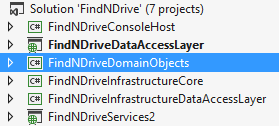 Solution 'FindNDrive' (7 projects)
C# FindNDriveConsoleHost
FindNDriveDataAccessLayer
C# FindNDriveDomainObjects
C# FindNDriveInfrastructureCore
C# FindNDriveInfrastructureDataAccessLayer
FindNDriveServices2